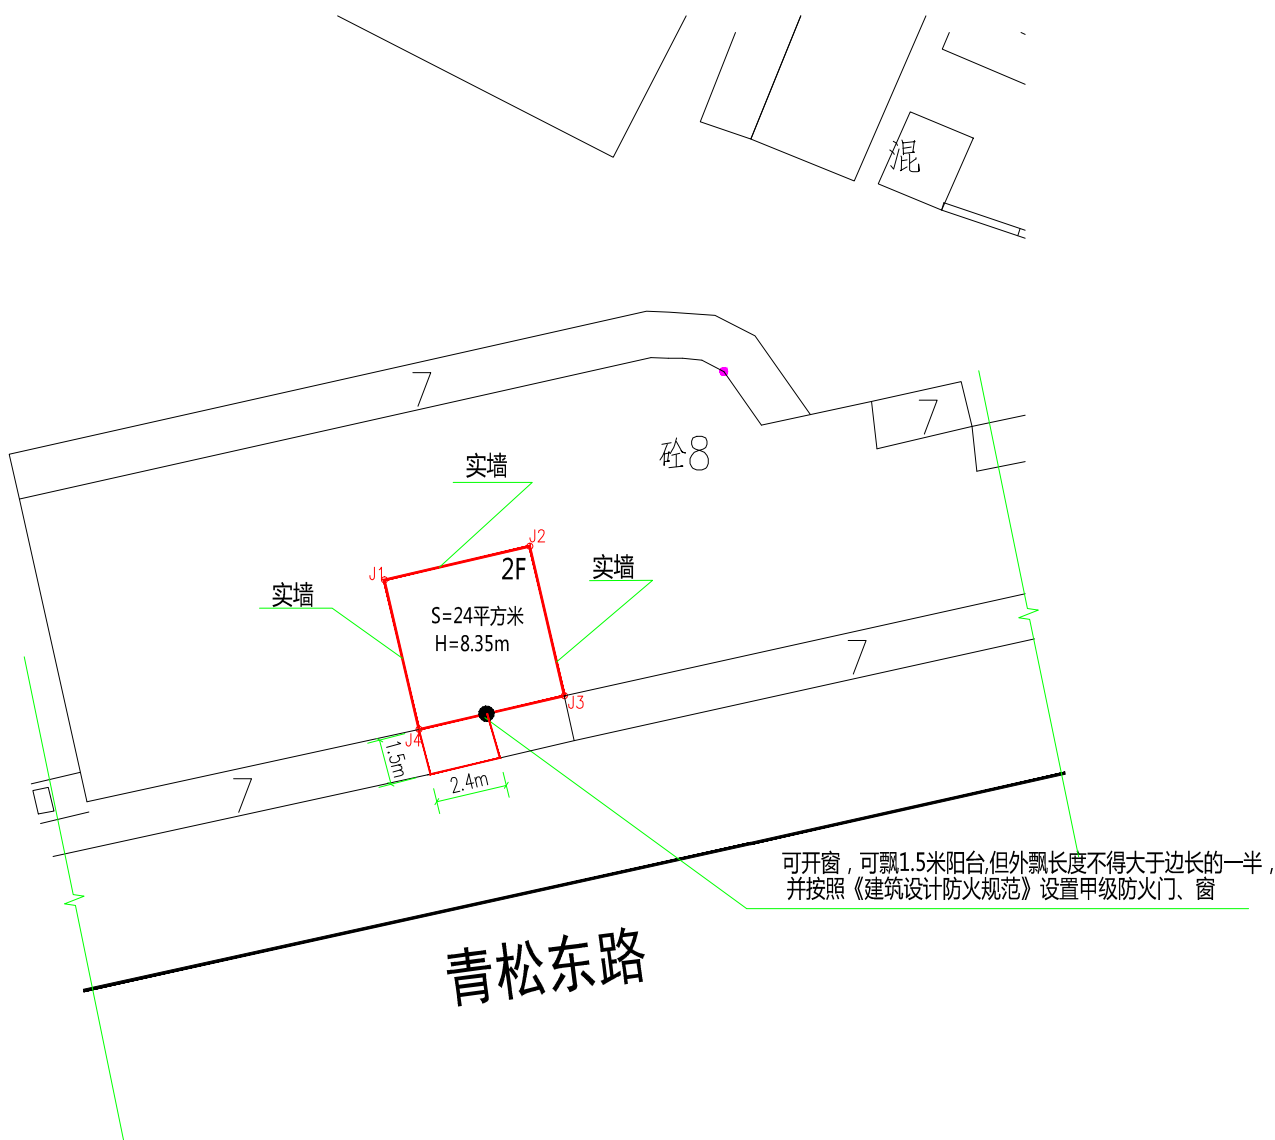 混
7
7
砼8
实墙
J2
J1
2F
实墙
实墙
S=24平方米
H=8.35m
7
J3
J4
1.5m
2.4m
7
可开窗，可飘1.5米阳台,但外飘长度不得大于边长的一半，
并按照《建筑设计防火规范》设置甲级防火门、窗
青松东路